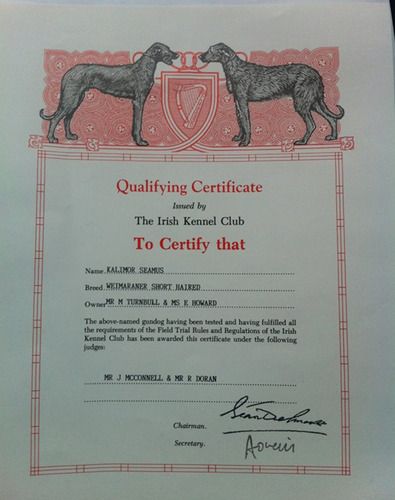 Qualifying Certificate
Issued by
The Irish Kennel Club
To Certify that
Name KALIMOR SEAMUS
Breed WEIMARANER SHORT HAIRED
Owner MR M TURNBULL & MS E HOWARD
The above-named gundog having been tested and having fulfilled all
the requirements of the Field Trial Rules and Regulations of the Irish
Kennel Club has been awarded this certificate under the following
judges:
MR J MCCONNELL & MR R DORAN
Chairman.
Secretary.